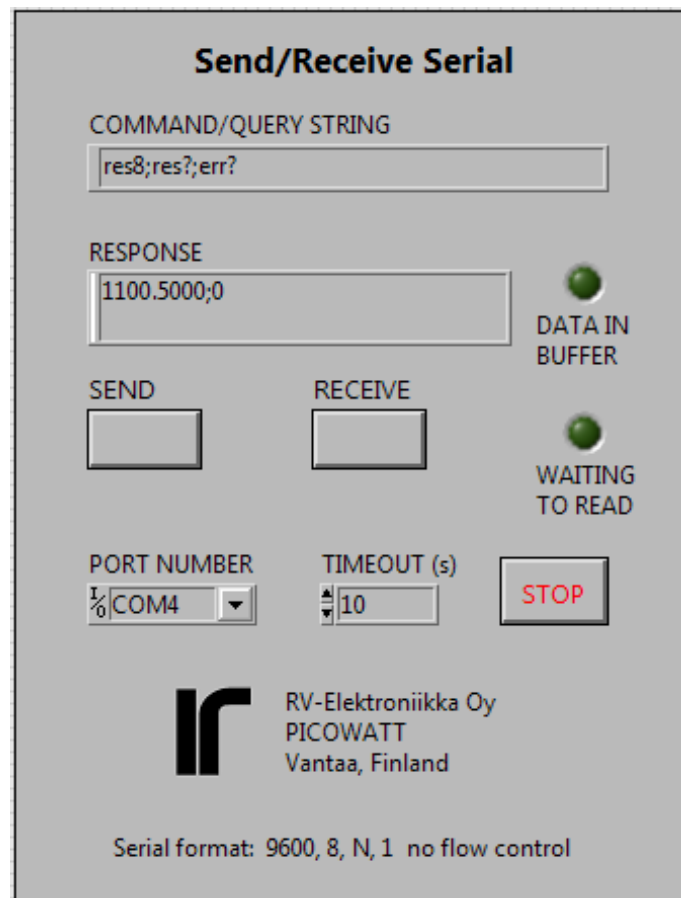 Send/Receive Serial
COMMAND/QUERY STRING
res8;res?;err?
RESPONSE
1100.5000;0
DATA IN
BUFFER
SEND
RECEIVE
WAITING
TO READ
PORT NUMBER
TIMEOUT (s)
COM4
10
STOP
RV-Elektroniikka Oy
PICOWATT
Vantaa, Finland
Serial format:  9600, 8, N, 1  no flow control